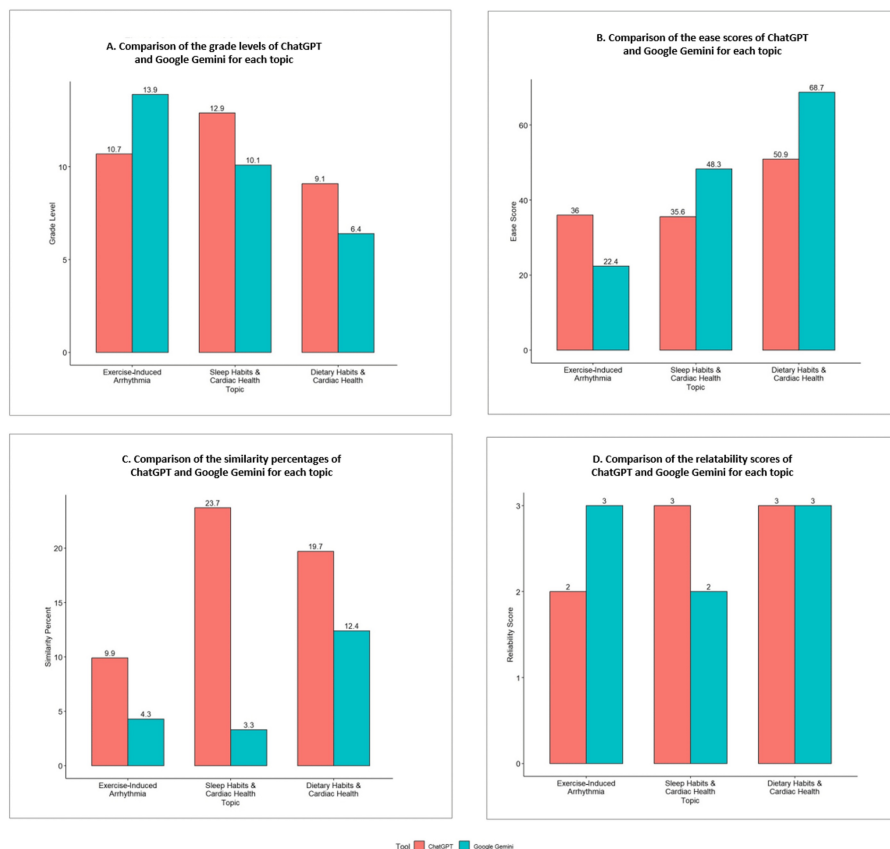 A. Comparison of the grade levels of ChatGPT
and Google Gemini for each topic
13.9
12.9
10.7
10.1
9.1
6.4
10
5
0
Grade Level
Exercise-Induced
Arrhythmia
Sleep Habits &
Cardiac Health
Dietary Habits &
Cardiac Health
Topic
B. Comparison of the ease scores of ChatGPT
and Google Gemini for each topic
68.7
50.9
48.3
36
35.6
22.4
60
40
20
0
Ease Score
Exercise-Induced
Arrhythmia
Sleep Habits &
Cardiac Health
Dietary Habits &
Cardiac Health
Topic
C. Comparison of the similarity percentages of
ChatGPT and Google Gemini for each topic
23.7
19.7
12.4
9.9
4.3
3.3
20
15
10
5
0
Similarity Percent
Exercise-Induced
Arrhythmia
Sleep Habits &
Cardiac Health
Dietary Habits &
Cardiac Health
Topic
D. Comparison of the relatability scores of
ChatGPT and Google Gemini for each topic
3
3
3
3
2
2
3
2
1
0
Reliability Score
Exercise-Induced
Arrhythmia
Sleep Habits &
Cardiac Health
Dietary Habits &
Cardiac Health
Topic
Tool ChatGPT Google Gemini